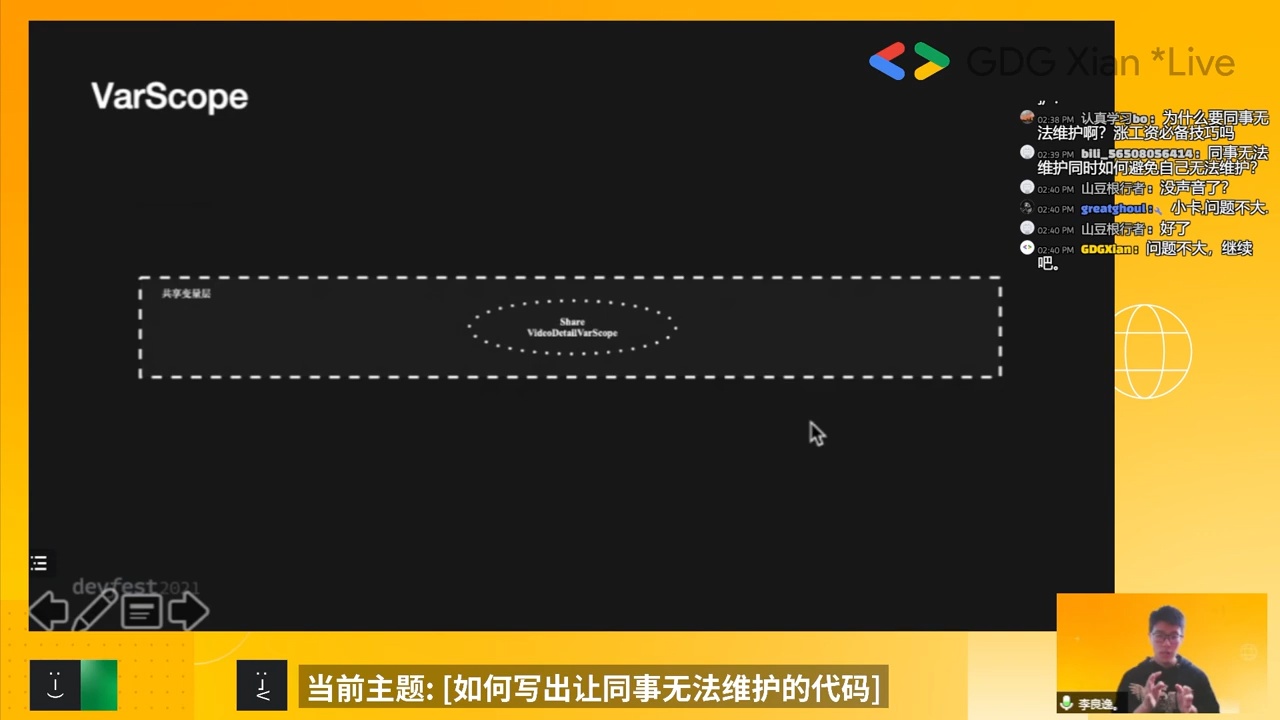 VarScope
GDG Xian *Live
02:38 PM 认真学习bo：为什么要同事无
法维护啊？涨工资必备技巧吗
02:39 PM bili_56508056414：同事无法
维护同时如何避免自己无法维护？
02:40 PM 山豆根行者：没声音了？
02:40 PM greatghoul： 小卡,问题不大.
02:40 PM 山豆根行者：好了
02:40 PM GDGXian：问题不大，继续
吧。
共享变量层
Share
VideoDetailVarScope
devfest2021
当前主题: [如何写出让同事无法维护的代码]
李良逸。